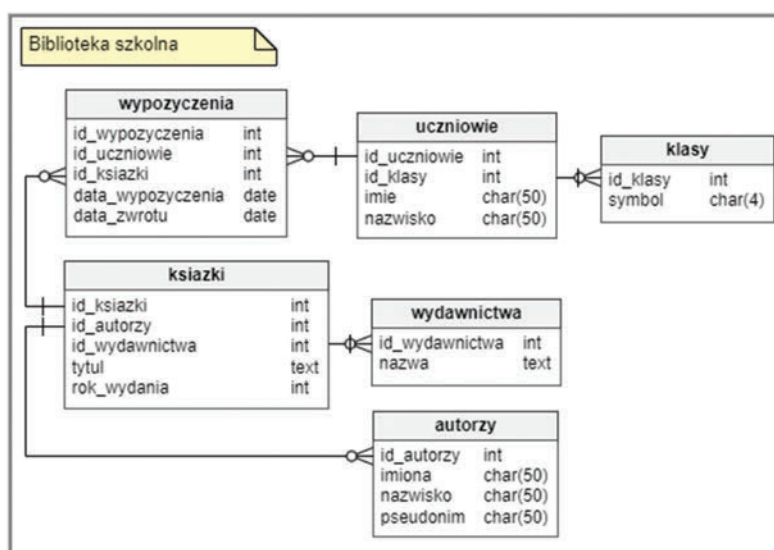 Biblioteka szkolna
wypozyczenia
id_wypozyczenia int
id_uczniowie int
id_ksiazki int
data_wypozyczenia date
data_zwrotu date
uczniowie
id_uczniowie int
id_klasy int
imie char(50)
nazwisko char(50)
klasy
id_klasy int
symbol char(4)
ksiazki
id_ksiazki int
id_autorzy int
id_wydawnictwa int
tytul text
rok_wydania int
wydawnictwa
id_wydawnictwa int
nazwa text
autorzy
id_autorzy int
imiona char(50)
nazwisko char(50)
pseudonim char(50)